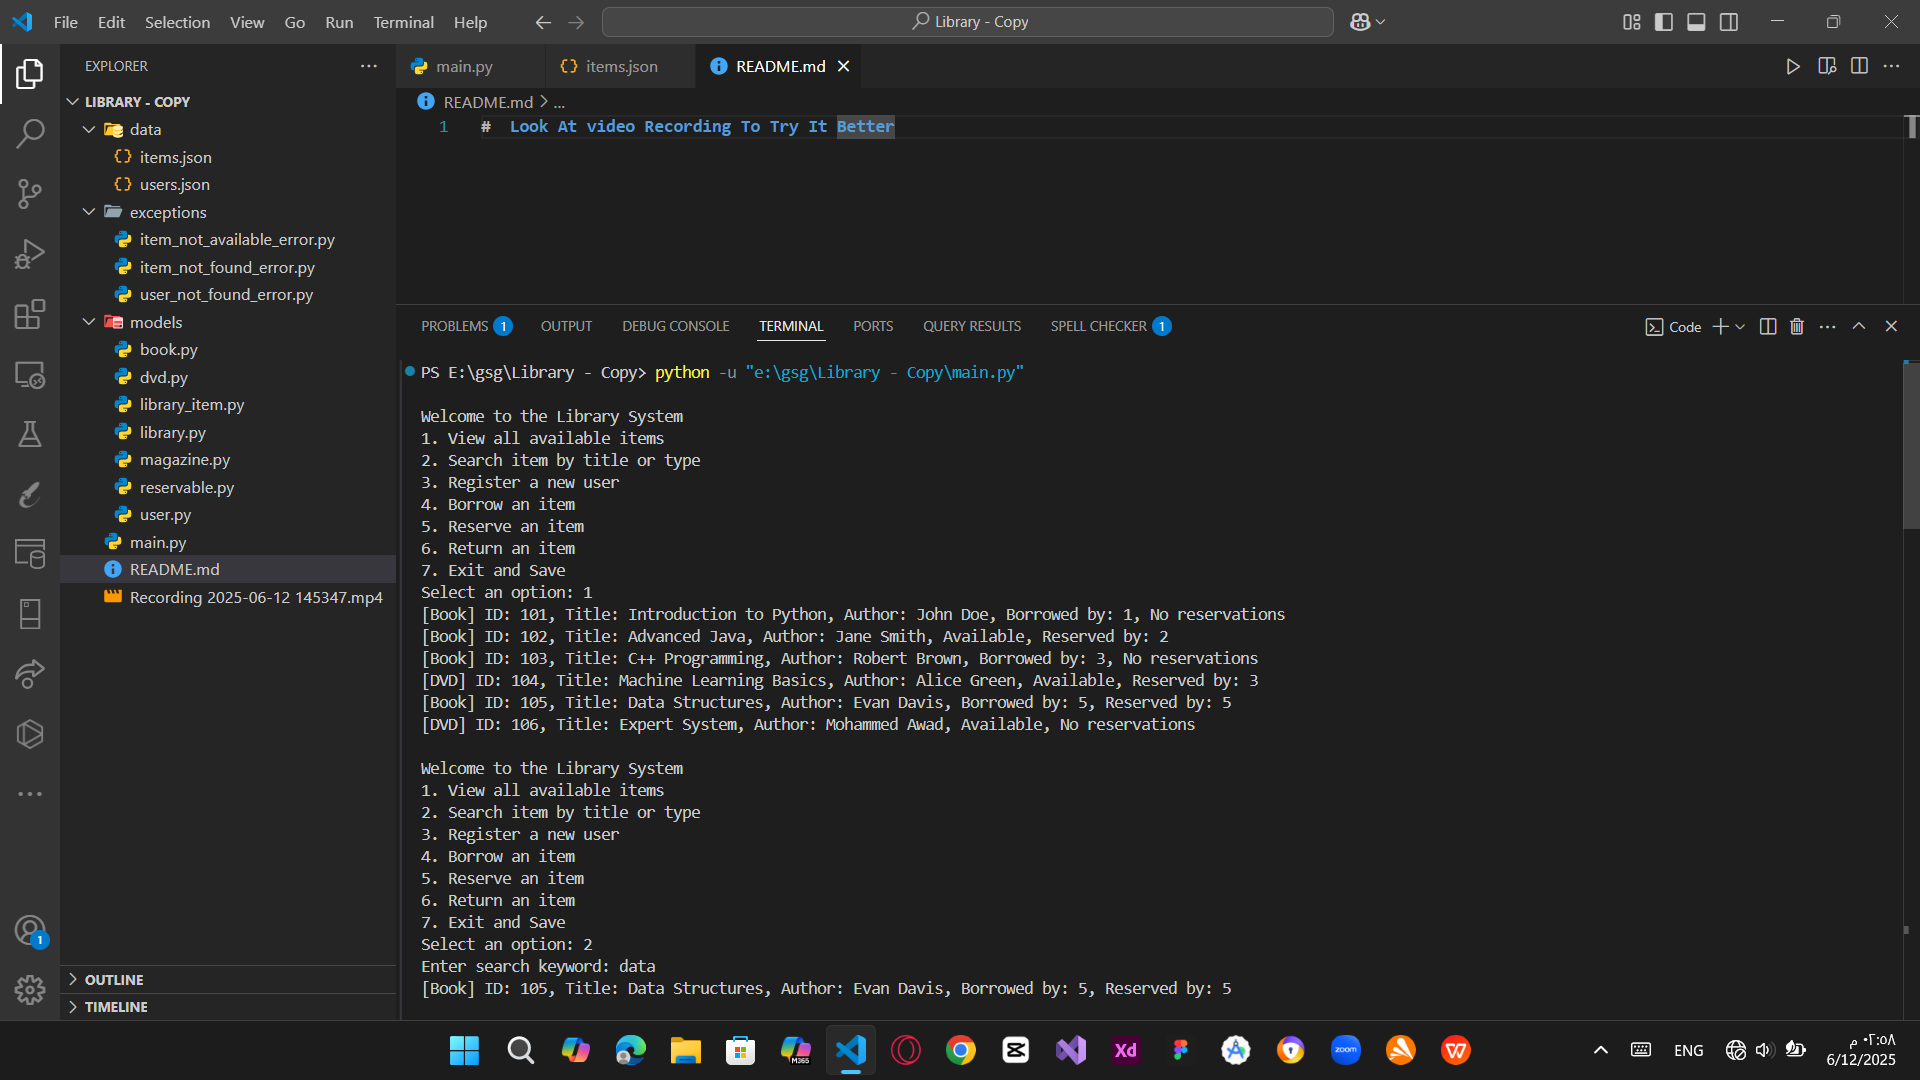 File Edit Selection View Go Run Terminal Help
Library - Copy
EXPLORER
LIBRARY - COPY
data
items.json
users.json
exceptions
item_not_available_error.py
item_not_found_error.py
user_not_found_error.py
models
book.py
dvd.py
library_item.py
library.py
magazine.py
reservable.py
user.py
main.py
README.md
Recording 2025-06-12 145347.mp4
OUTLINE
TIMELINE
1
main.py items.json README.md
README.md > ...
1 #  Look At video Recording To Try It Better
PROBLEMS 1 OUTPUT DEBUG CONSOLE TERMINAL PORTS QUERY RESULTS SPELL CHECKER 1
Code
PS E:\gsg\Library - Copy> python -u "e:\gsg\Library - Copy\main.py"
Welcome to the Library System
1. View all available items
2. Search item by title or type
3. Register a new user
4. Borrow an item
5. Reserve an item
6. Return an item
7. Exit and Save
Select an option: 1
[Book] ID: 101, Title: Introduction to Python, Author: John Doe, Borrowed by: 1, No reservations
[Book] ID: 102, Title: Advanced Java, Author: Jane Smith, Available, Reserved by: 2
[Book] ID: 103, Title: C++ Programming, Author: Robert Brown, Borrowed by: 3, No reservations
[DVD] ID: 104, Title: Machine Learning Basics, Author: Alice Green, Available, Reserved by: 3
[Book] ID: 105, Title: Data Structures, Author: Evan Davis, Borrowed by: 5, Reserved by: 5
[DVD] ID: 106, Title: Expert System, Author: Mohammed Awad, Available, No reservations
Welcome to the Library System
1. View all available items
2. Search item by title or type
3. Register a new user
4. Borrow an item
5. Reserve an item
6. Return an item
7. Exit and Save
Select an option: 2
Enter search keyword: data
[Book] ID: 105, Title: Data Structures, Author: Evan Davis, Borrowed by: 5, Reserved by: 5
M365
Xd
zoom
ENG
٠٢:٥٨ م
6/12/2025